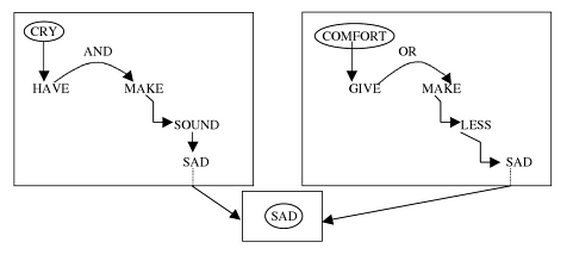 CRY
AND
HAVE MAKE
SOUND
SAD
COMFORT
OR
GIVE MAKE
LESS
SAD
SAD